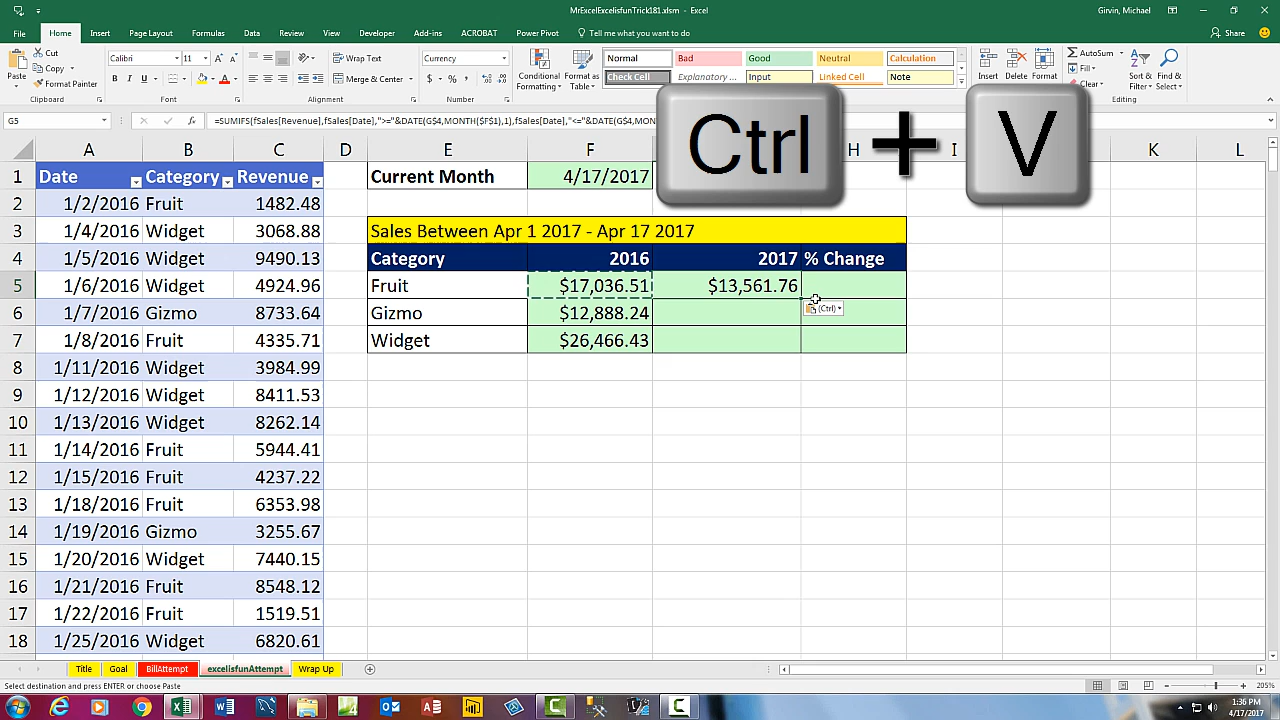 MrExcelExcelisfunTrick181.xlsm - Excel
Girvin, Michael
File Home Insert Page Layout Formulas Data Review View Developer Add-ins ACROBAT Power Pivot Tell me what you want to do Share
Paste Cut Copy Format Painter Clipboard
Calibri 11 B I U A Font
Wrap Text Merge & Center Alignment
Currency $ % , Number
Conditional Formatting Format as Table
Normal Bad Good Neutral Calculation
Check Cell Explanatory ... Input Linked Cell Note
Insert Delete Format
AutoSum Fill Clear Sort & Filter Find & Select Editing
G5 fx =SUMIFS(fSales[Revenue],fSales[Date],">="&DATE(G$4,MONTH($F$1),1),fSales[Date],"<="&DATE(G$4,MON
Ctrl + V
A B C D E F H I K L
1 Date Category Revenue Current Month 4/17/2017
2 1/2/2016 Fruit 1482.48
3 1/4/2016 Widget 3068.88 Sales Between Apr 1 2017 - Apr 17 2017
4 1/5/2016 Widget 9490.13 Category 2016 2017 % Change
5 1/6/2016 Widget 4924.96 Fruit $17,036.51 $13,561.76
6 1/7/2016 Gizmo 8733.64 Gizmo $12,888.24 (Ctrl)
7 1/8/2016 Fruit 4335.71 Widget $26,466.43
8 1/11/2016 Widget 3984.99
9 1/12/2016 Widget 8411.53
10 1/13/2016 Widget 8262.14
11 1/14/2016 Fruit 5944.41
12 1/15/2016 Fruit 4237.22
13 1/18/2016 Fruit 6353.98
14 1/19/2016 Gizmo 3255.67
15 1/20/2016 Widget 7440.15
16 1/21/2016 Fruit 8548.12
17 1/22/2016 Fruit 1519.51
18 1/25/2016 Widget 6820.61
Title Goal BillAttempt excelisfunAttempt Wrap Up
Select destination and press ENTER or choose Paste 205%
1:36 PM
4/17/2017